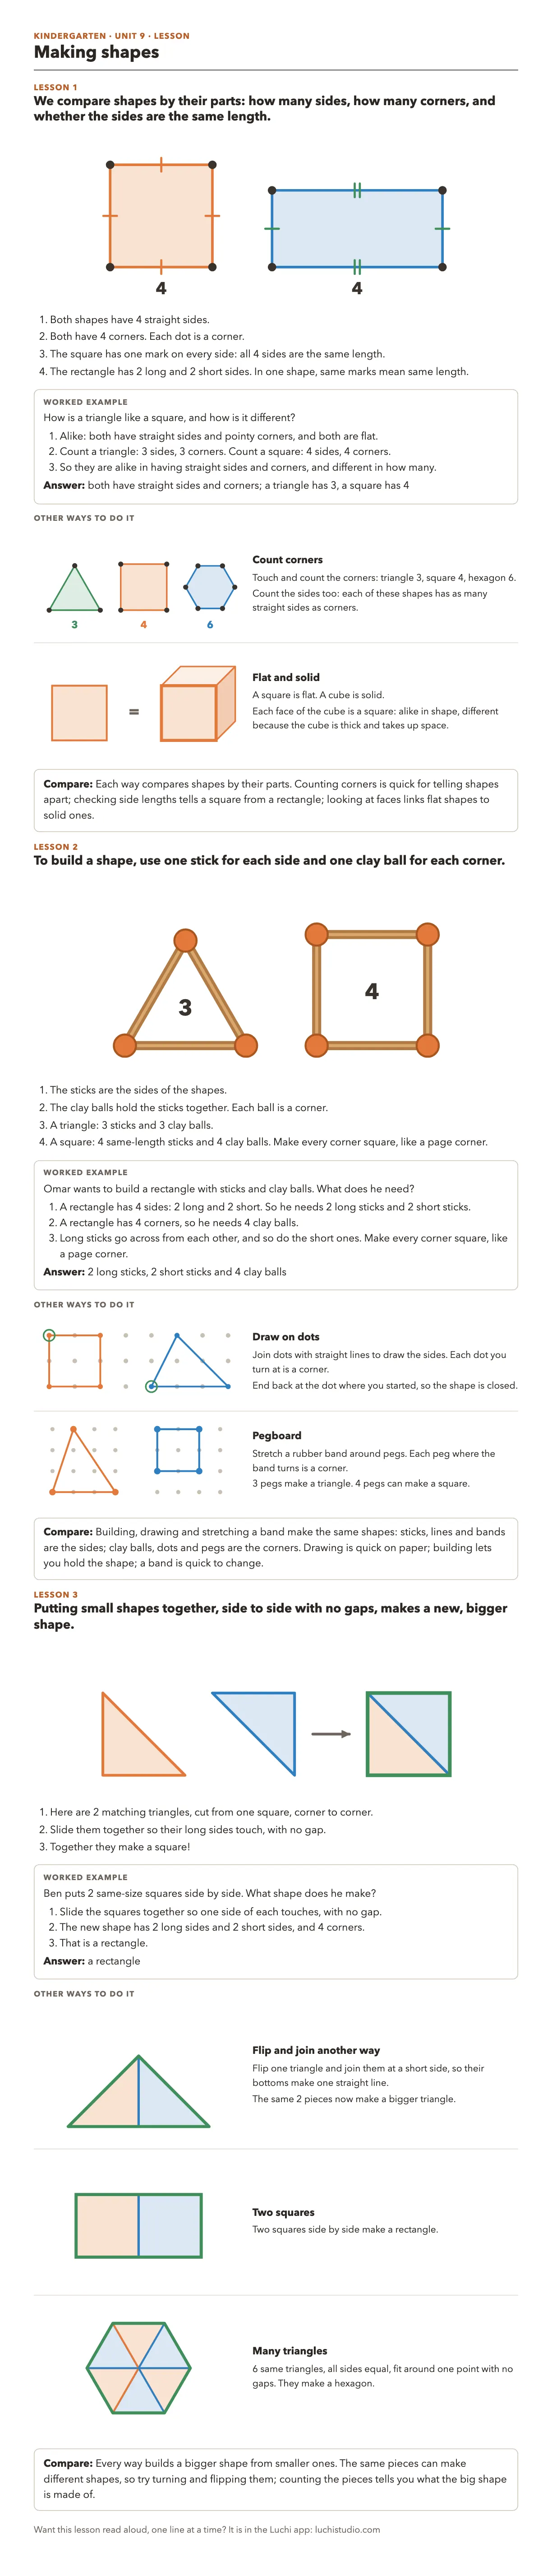 KINDERGARTEN · UNIT 9 · LESSON
Making shapes
LESSON 1
We compare shapes by their parts: how many sides, how many corners, and
whether the sides are the same length.
4
4
1. Both shapes have 4 straight sides.
2. Both have 4 corners. Each dot is a corner.
3. The square has one mark on every side: all 4 sides are the same length.
4. The rectangle has 2 long and 2 short sides. In one shape, same marks mean same length.
WORKED EXAMPLE
How is a triangle like a square, and how is it different?
1. Alike: both have straight sides and pointy corners, and both are flat.
2. Count a triangle: 3 sides, 3 corners. Count a square: 4 sides, 4 corners.
3. So they are alike in having straight sides and corners, and different in how many.
Answer: both have straight sides and corners; a triangle has 3, a square has 4
OTHER WAYS TO DO IT
3
4
6
Count corners
Touch and count the corners: triangle 3, square 4, hexagon 6.
Count the sides too: each of these shapes has as many
straight sides as corners.
=
Flat and solid
A square is flat. A cube is solid.
Each face of the cube is a square: alike in shape, different
because the cube is thick and takes up space.
Compare: Each way compares shapes by their parts. Counting corners is quick for telling shapes
apart; checking side lengths tells a square from a rectangle; looking at faces links flat shapes to
solid ones.
LESSON 2
To build a shape, use one stick for each side and one clay ball for each corner.
3
4
1. The sticks are the sides of the shapes.
2. The clay balls hold the sticks together. Each ball is a corner.
3. A triangle: 3 sticks and 3 clay balls.
4. A square: 4 same-length sticks and 4 clay balls. Make every corner square, like a page corner.
WORKED EXAMPLE
Omar wants to build a rectangle with sticks and clay balls. What does he need?
1. A rectangle has 4 sides: 2 long and 2 short. So he needs 2 long sticks and 2 short sticks.
2. A rectangle has 4 corners, so he needs 4 clay balls.
3. Long sticks go across from each other, and so do the short ones. Make every corner square, like
a page corner.
Answer: 2 long sticks, 2 short sticks and 4 clay balls
OTHER WAYS TO DO IT
Draw on dots
Join dots with straight lines to draw the sides. Each dot you
turn at is a corner.
End back at the dot where you started, so the shape is closed.
Pegboard
Stretch a rubber band around pegs. Each peg where the
band turns is a corner.
3 pegs make a triangle. 4 pegs can make a square.
Compare: Building, drawing and stretching a band make the same shapes: sticks, lines and bands
are the sides; clay balls, dots and pegs are the corners. Drawing is quick on paper; building lets
you hold the shape; a band is quick to change.
LESSON 3
Putting small shapes together, side to side with no gaps, makes a new, bigger
shape.
1. Here are 2 matching triangles, cut from one square, corner to corner.
2. Slide them together so their long sides touch, with no gap.
3. Together they make a square!
WORKED EXAMPLE
Ben puts 2 same-size squares side by side. What shape does he make?
1. Slide the squares together so one side of each touches, with no gap.
2. The new shape has 2 long sides and 2 short sides, and 4 corners.
3. That is a rectangle.
Answer: a rectangle
OTHER WAYS TO DO IT
Flip and join another way
Flip one triangle and join them at a short side, so their
bottoms make one straight line.
The same 2 pieces now make a bigger triangle.
Two squares
Two squares side by side make a rectangle.
Many triangles
6 same triangles, all sides equal, fit around one point with no
gaps. They make a hexagon.
Compare: Every way builds a bigger shape from smaller ones. The same pieces can make
different shapes, so try turning and flipping them; counting the pieces tells you what the big shape
is made of.
Want this lesson read aloud, one line at a time? It is in the Luchi app: luchistudio.com